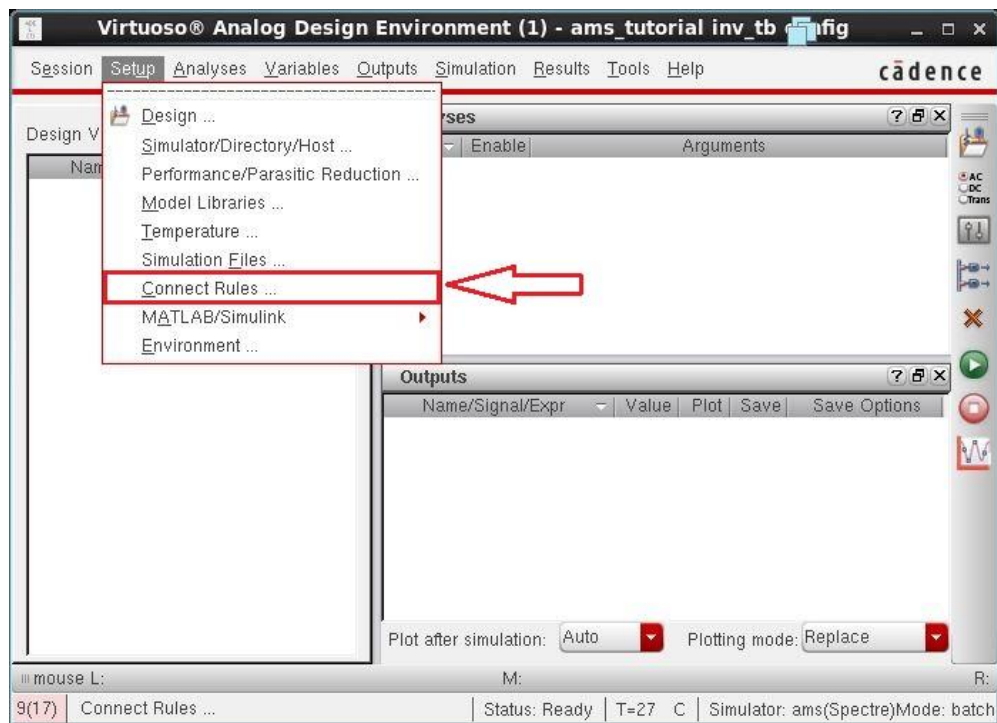 Virtuoso® Analog Design Environment (1) - ams_tutorial inv_tb
Session Setup Analyses Variables Outputs Simulation Results Tools Help cādence
Design ...
Simulator/Directory/Host ...
Performance/Parasitic Reduction ...
Model Libraries ...
Temperature ...
Simulation Files ...
Connect Rules ...
MATLAB/Simulink
Environment ...
Design V
Nam
yses
Enable Arguments
AC
DC
Trans
Outputs
Name/Signal/Expr Value Plot Save Save Options
Plot after simulation: Auto Plotting mode: Replace
mouse L: M: R:
9(17) Connect Rules ... Status: Ready T=27 C Simulator: ams(Spectre)Mode: batch